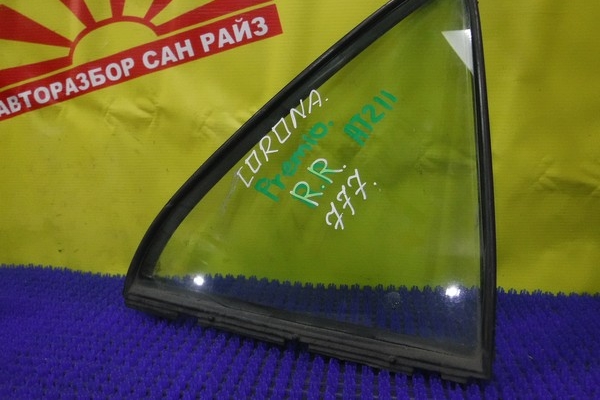 АВТОРАЗБОР САН РАЙЗ
CORONA.
Premio. AT211
R.R.
777.